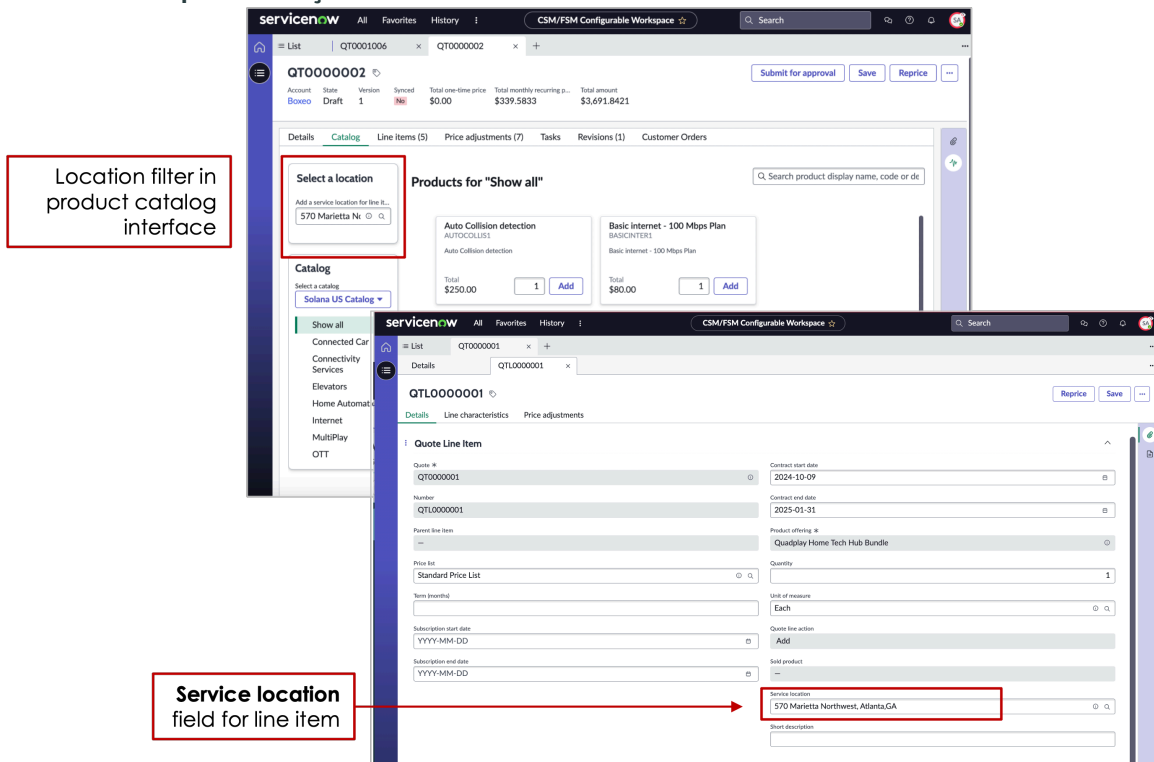 servicenow All Favorites History CSM/FSM Configurable Workspace Search
List QT0001006 × QT0000002 × +
QT0000002 Submit for approval Save Reprice
Account State Version Synced Total one-time price Total monthly recurring p... Total amount
Boxeo Draft 1 No $0.00 $339.5833 $3,691.8421
Details Catalog Line items (5) Price adjustments (7) Tasks Revisions (1) Customer Orders
Location filter in
product catalog
interface
Select a location
Add a service location for line it...
570 Marietta No
Products for "Show all"
Search product display name, code or de
Auto Collision detection
AUTOCOLLIS1
Auto Collision detection
Total
$250.00 1 Add
Basic internet - 100 Mbps Plan
BASICINTER1
Basic internet - 100 Mbps Plan
Total
$80.00 1 Add
Catalog
Select a catalog
Solana US Catalog
Show all
Connected Car
Connectivity
Services
Elevators
Home Automat
Internet
MultiPlay
OTT
servicenow All Favorites History CSM/FSM Configurable Workspace Search
List QT0000001 × +
Details QTL0000001 ×
QTL0000001 Reprice Save
Details Line characteristics Price adjustments
Quote Line Item
Quote *
QT0000001
Contract start date
2024-10-09
Number
QTL0000001
Contract end date
2025-01-31
Parent line item
—
Product offering *
Quadplay Home Tech Hub Bundle
Price list
Standard Price List
Quantity
1
Term (months)
Unit of measure
Each
Subscription start date
YYYY-MM-DD
Quote line action
Add
Subscription end date
YYYY-MM-DD
Sold product
—
Service location
570 Marietta Northwest, Atlanta,GA
Short description
Service location
field for line item